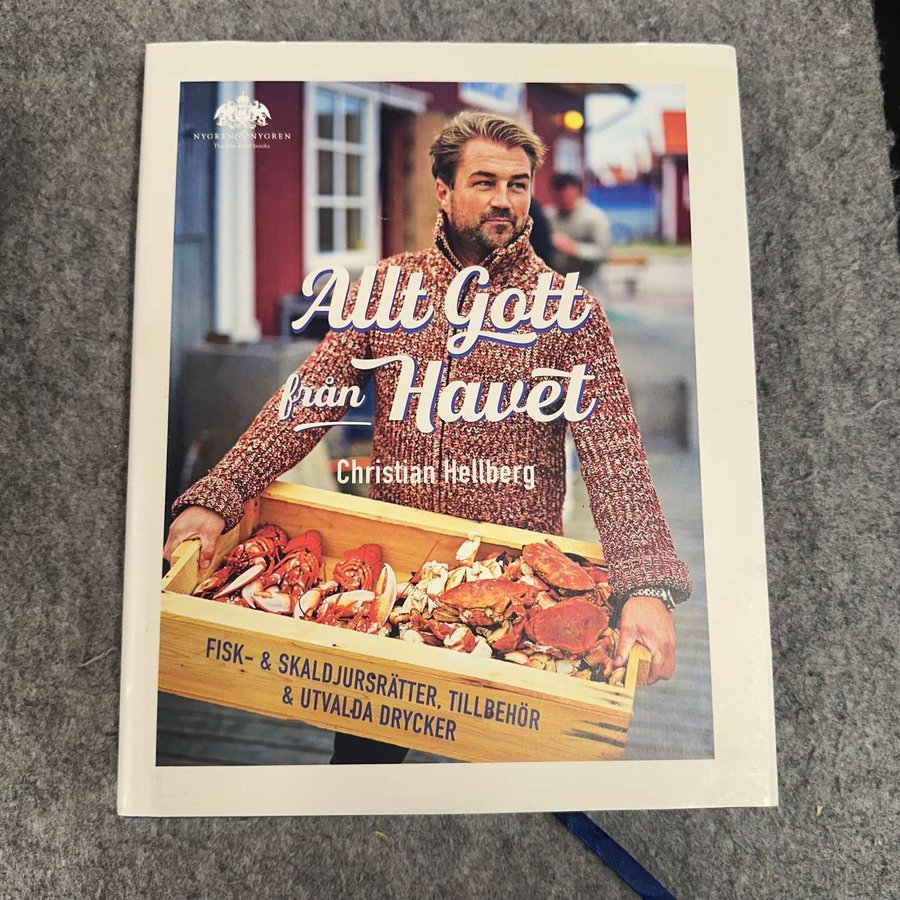 NYGREN & NYGREN
The fine art of books
Allt Gott
från Havet
Christian Hellberg
FISK- & SKALDJURSRÄTTER, TILLBEHÖR
& UTVALDA DRYCKER